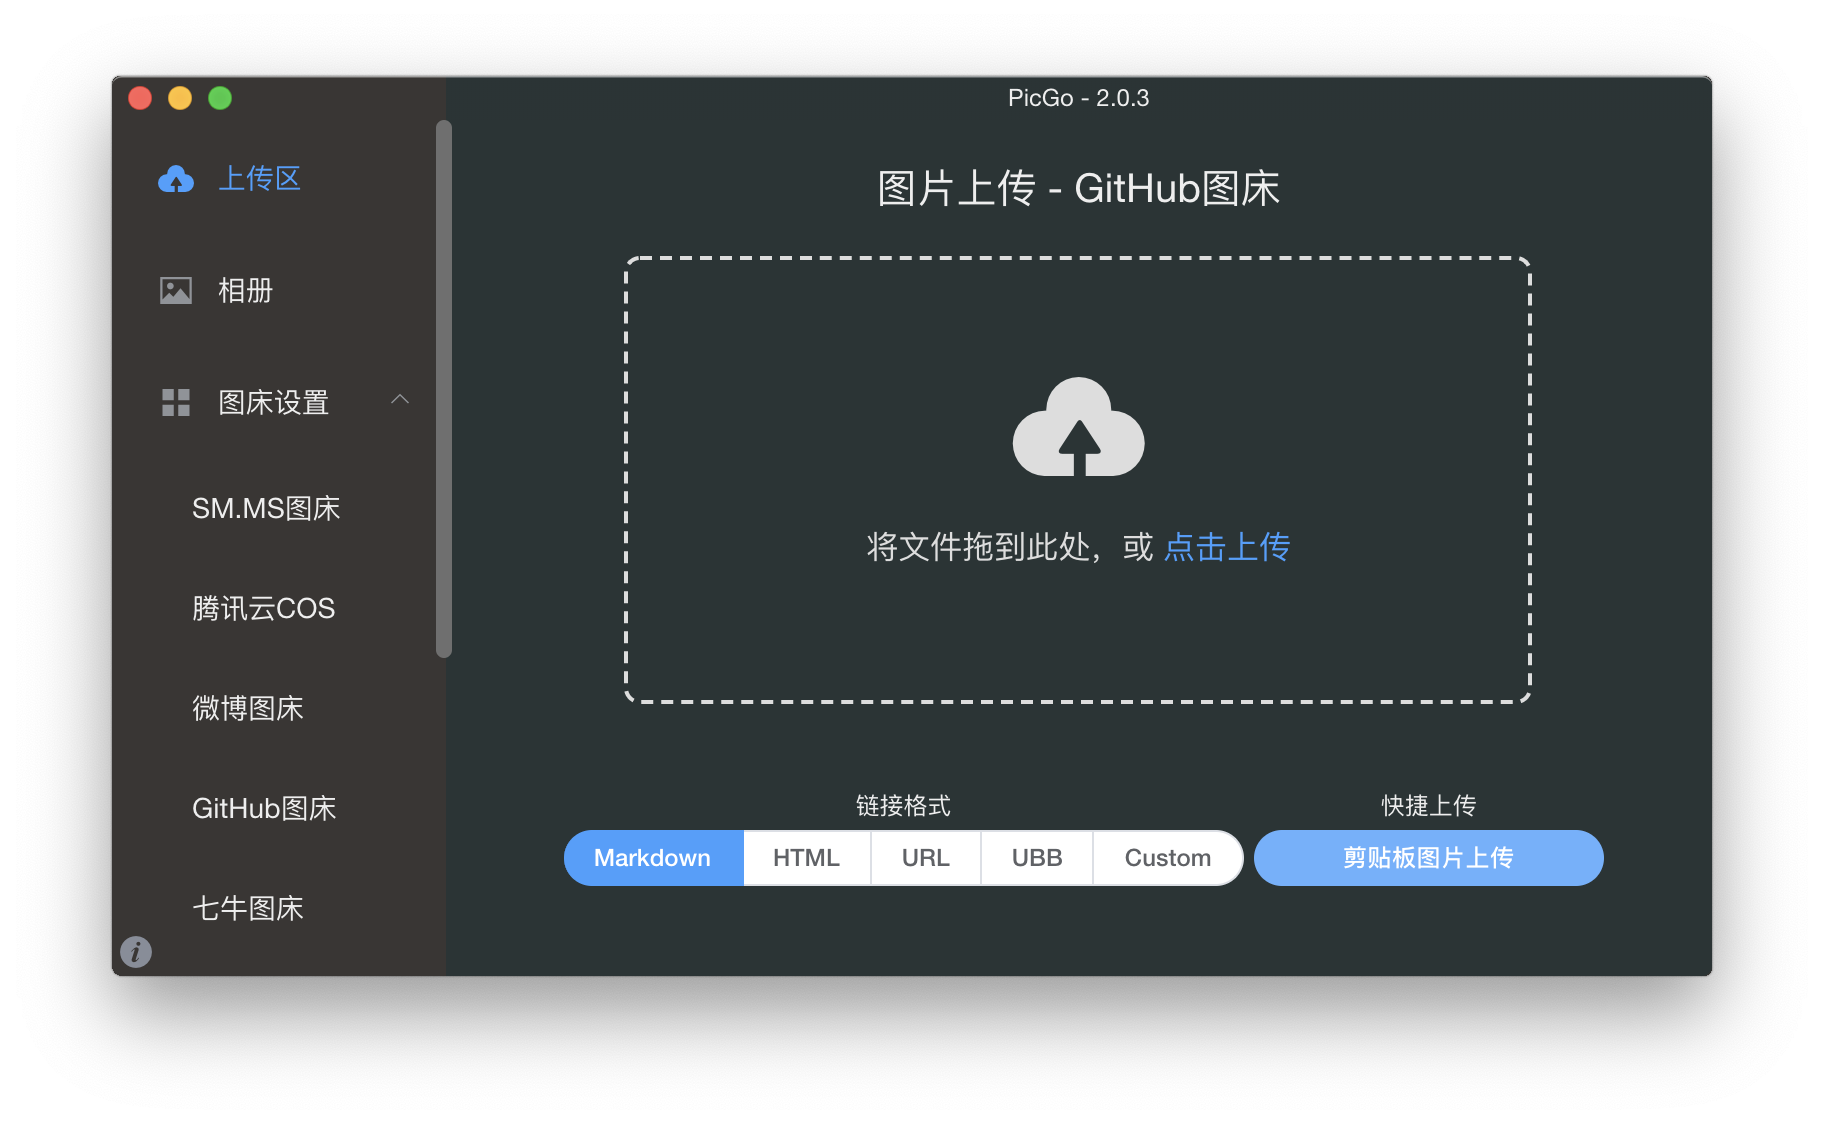 PicGo - 2.0.3
上传区
相册
图床设置
SM.MS图床
腾讯云COS
微博图床
GitHub图床
七牛图床
i
图片上传 - GitHub图床
将文件拖到此处，或 点击上传
链接格式
Markdown HTML URL UBB Custom
快捷上传
剪贴板图片上传